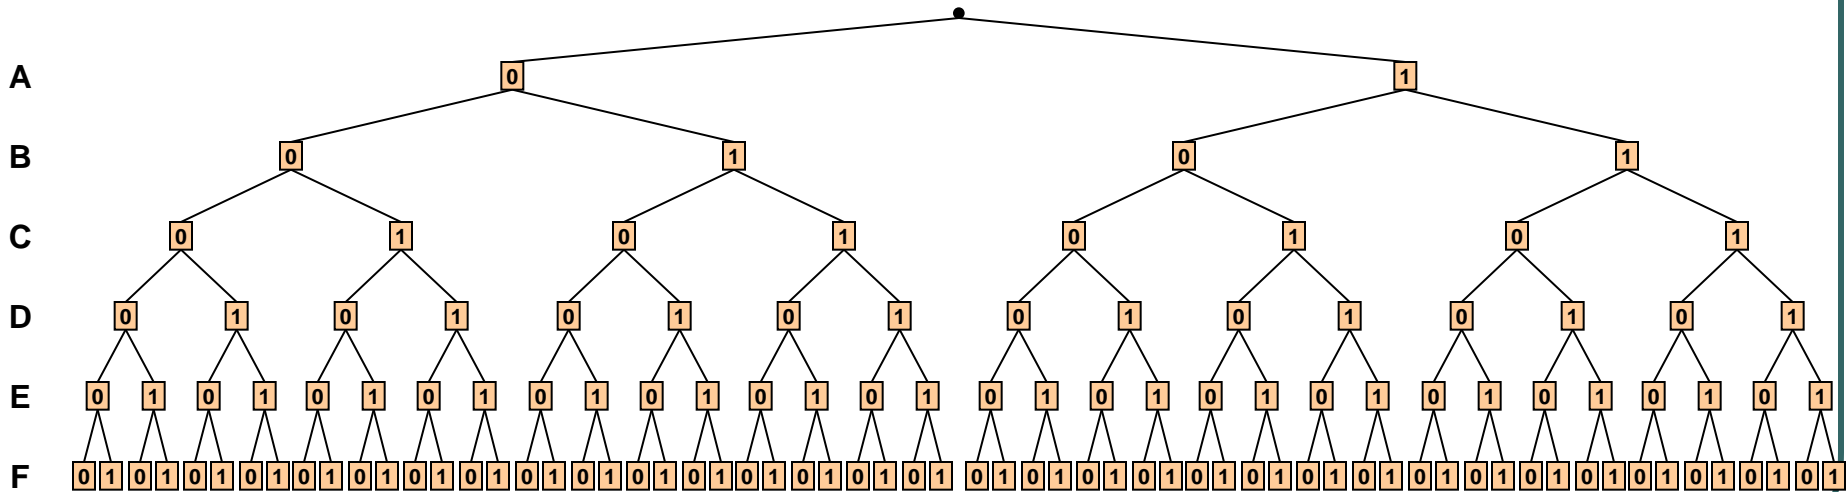 A 0 1
B 0 1 0 1
C 0 1 0 1 0 1 0 1
D 0 1 0 1 0 1 0 1 0 1 0 1 0 1 0 1
E 0 1 0 1 0 1 0 1 0 1 0 1 0 1 0 1 0 1 0 1 0 1 0 1 0 1 0 1 0 1 0 1
F 0 1 0 1 0 1 0 1 0 1 0 1 0 1 0 1 0 1 0 1 0 1 0 1 0 1 0 1 0 1 0 1 0 1 0 1 0 1 0 1 0 1 0 1 0 1 0 1 0 1 0 1 0 1 0 1 0 1 0 1 0 1 0 1